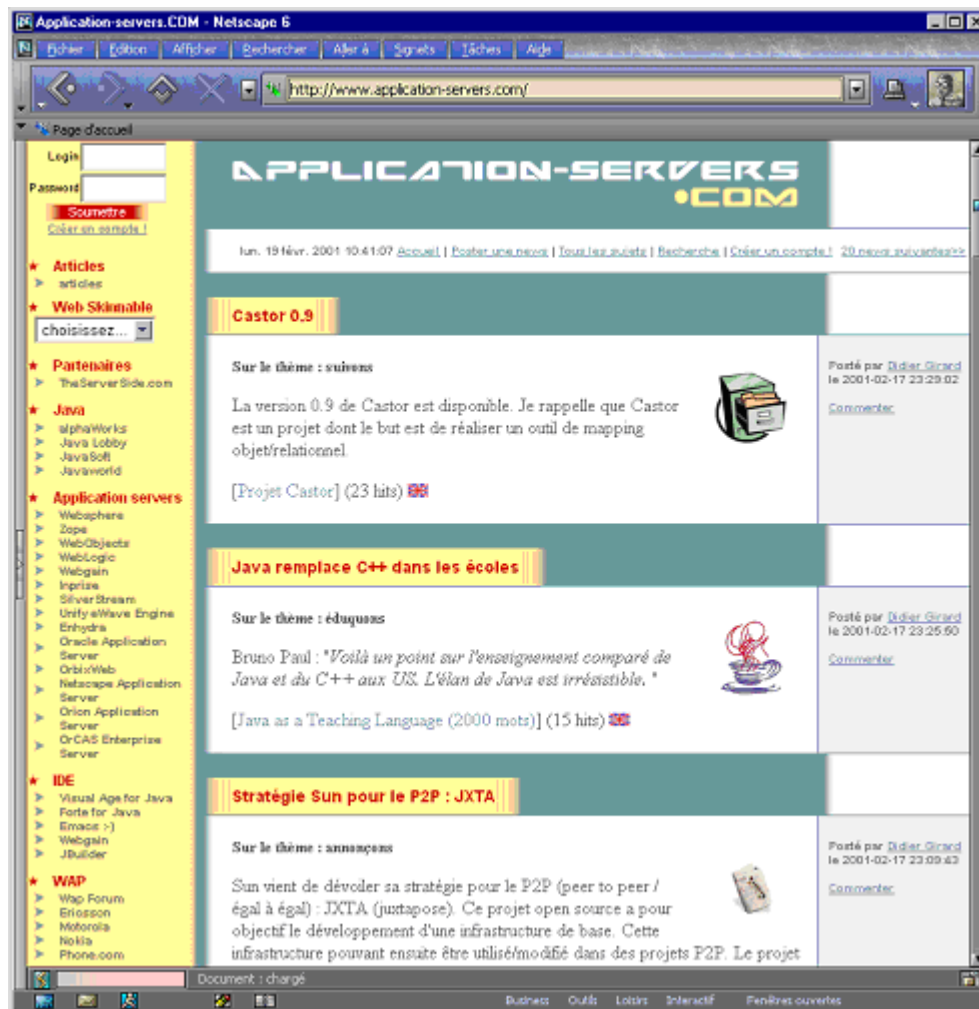 Application-servers.COM - Netscape 6
Fichier Edition Afficher Rechercher Aller à Signets Tâches Aide
http://www.application-servers.com/
Page d'accueil
Login
Password
Soumettre
Créer un compte !
★ Articles
articles
★ Web Skinnable
choisissez...
★ Partenaires
TheServerSide.com
★ Java
alphaWorks
Java Lobby
JavaSoft
Javaworld
★ Application servers
Websphere
Zope
WebObjects
WebLogic
Webgain
Inprise
SilverStream
Unify eWave Engine
Enhydra
Oracle Application
Server
OrbixWeb
Netscape Application
Server
Orion Application
Server
OrCAS Enterprise
Server
★ IDE
Visual Age for Java
Forte for Java
Emacs :-)
Webgain
JBuilder
★ WAP
Wap Forum
Ericsson
Motorola
Nokia
Phone.com
APPLICATION-SERVERS
•COM
lun. 19 févr. 2001 10:41:07 Accueil | Poster une news | Tous les sujets | Recherche | Créer un compte ! 20 news suivantes>>
Castor 0.9
Sur le thème : suivons
La version 0.9 de Castor est disponible. Je rappelle que Castor
est un projet dont le but est de réaliser un outil de mapping
objet/relationnel.
[Projet Castor] (23 hits)
Posté par Didier Girard
le 2001-02-17 23:29:02
Commenter
Java remplace C++ dans les écoles
Sur le thème : éduquons
Bruno Paul : "Voilà un point sur l'enseignement comparé de
Java et du C++ aux US. L'élan de Java est irrésistible. "
[Java as a Teaching Language (2000 mots)] (15 hits)
Posté par Didier Girard
le 2001-02-17 23:25:50
Commenter
Stratégie Sun pour le P2P : JXTA
Sur le thème : annonçons
Sun vient de dévoiler sa stratégie pour le P2P (peer to peer /
égal à égal) : JXTA (juxtapose). Ce projet open source a pour
objectif le développement d'une infrastructure de base. Cette
infrastructure pouvant ensuite être utilisé/modifié dans des projets P2P. Le projet
Posté par Didier Girard
le 2001-02-17 23:09:43
Commenter
Document : chargé
Business Outils Loisirs Interactif Fenêtres ouvertes